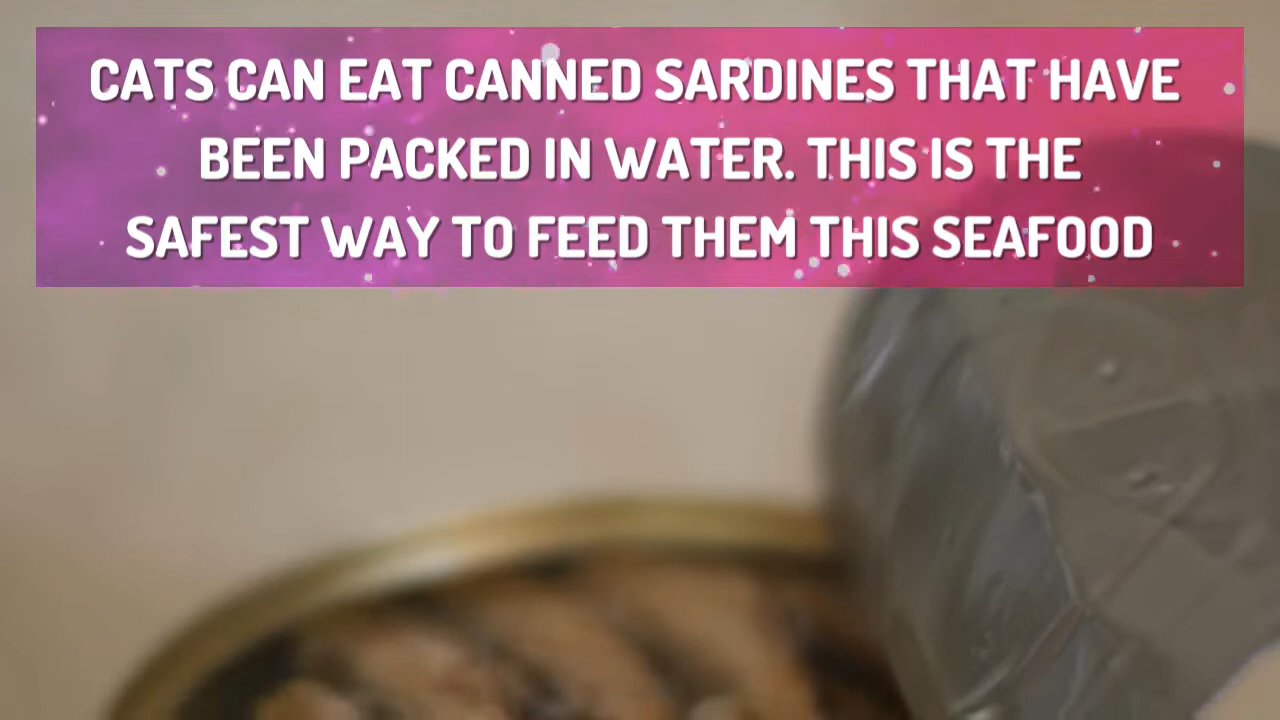 CATS CAN EAT CANNED SARDINES THAT HAVE
BEEN PACKED IN WATER. THIS IS THE
SAFEST WAY TO FEED THEM THIS SEAFOOD